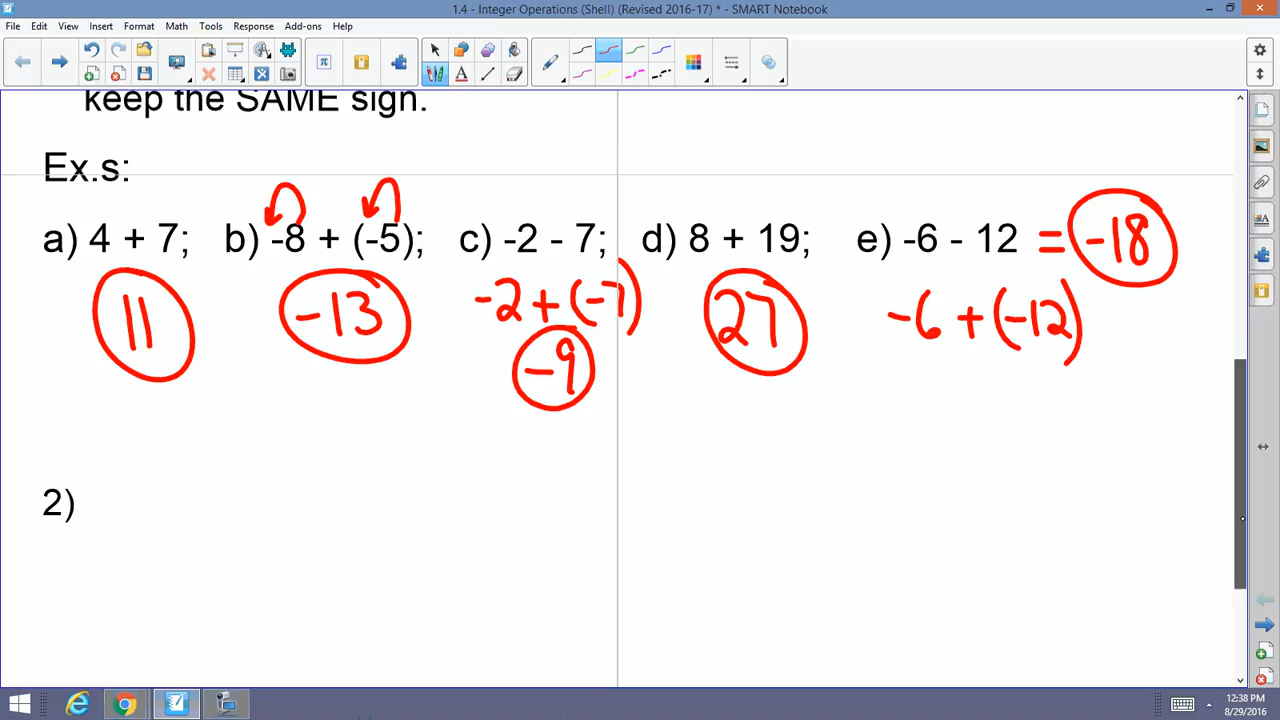 1.4 - Integer Operations (Shell) (Revised 2016-17) * - SMART Notebook
File Edit View Insert Format Math Tools Response Add-ons Help
keep the SAME sign.
Ex.s:
a) 4 + 7; b) -8 + (-5); c) -2 - 7; d) 8 + 19; e) -6 - 12 = -18
11 -13 -2 + (-7) 27 -6 + (-12)
-9
2)
12:38 PM
8/29/2016